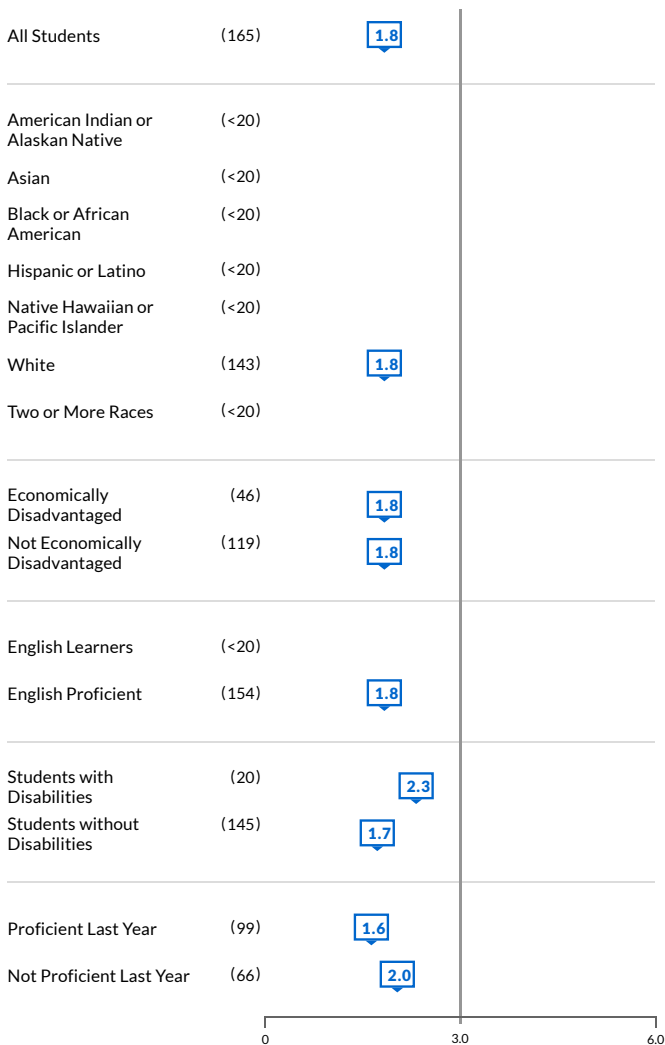 All Students (165) 1.8
American Indian or (<20)
Alaskan Native
Asian (<20)
Black or African (<20)
American
Hispanic or Latino (<20)
Native Hawaiian or (<20)
Pacific Islander
White (143) 1.8
Two or More Races (<20)
Economically (46) 1.8
Disadvantaged
Not Economically (119) 1.8
Disadvantaged
English Learners (<20)
English Proficient (154) 1.8
Students with (20) 2.3
Disabilities
Students without (145) 1.7
Disabilities
Proficient Last Year (99) 1.6
Not Proficient Last Year (66) 2.0
0 3.0 6.0